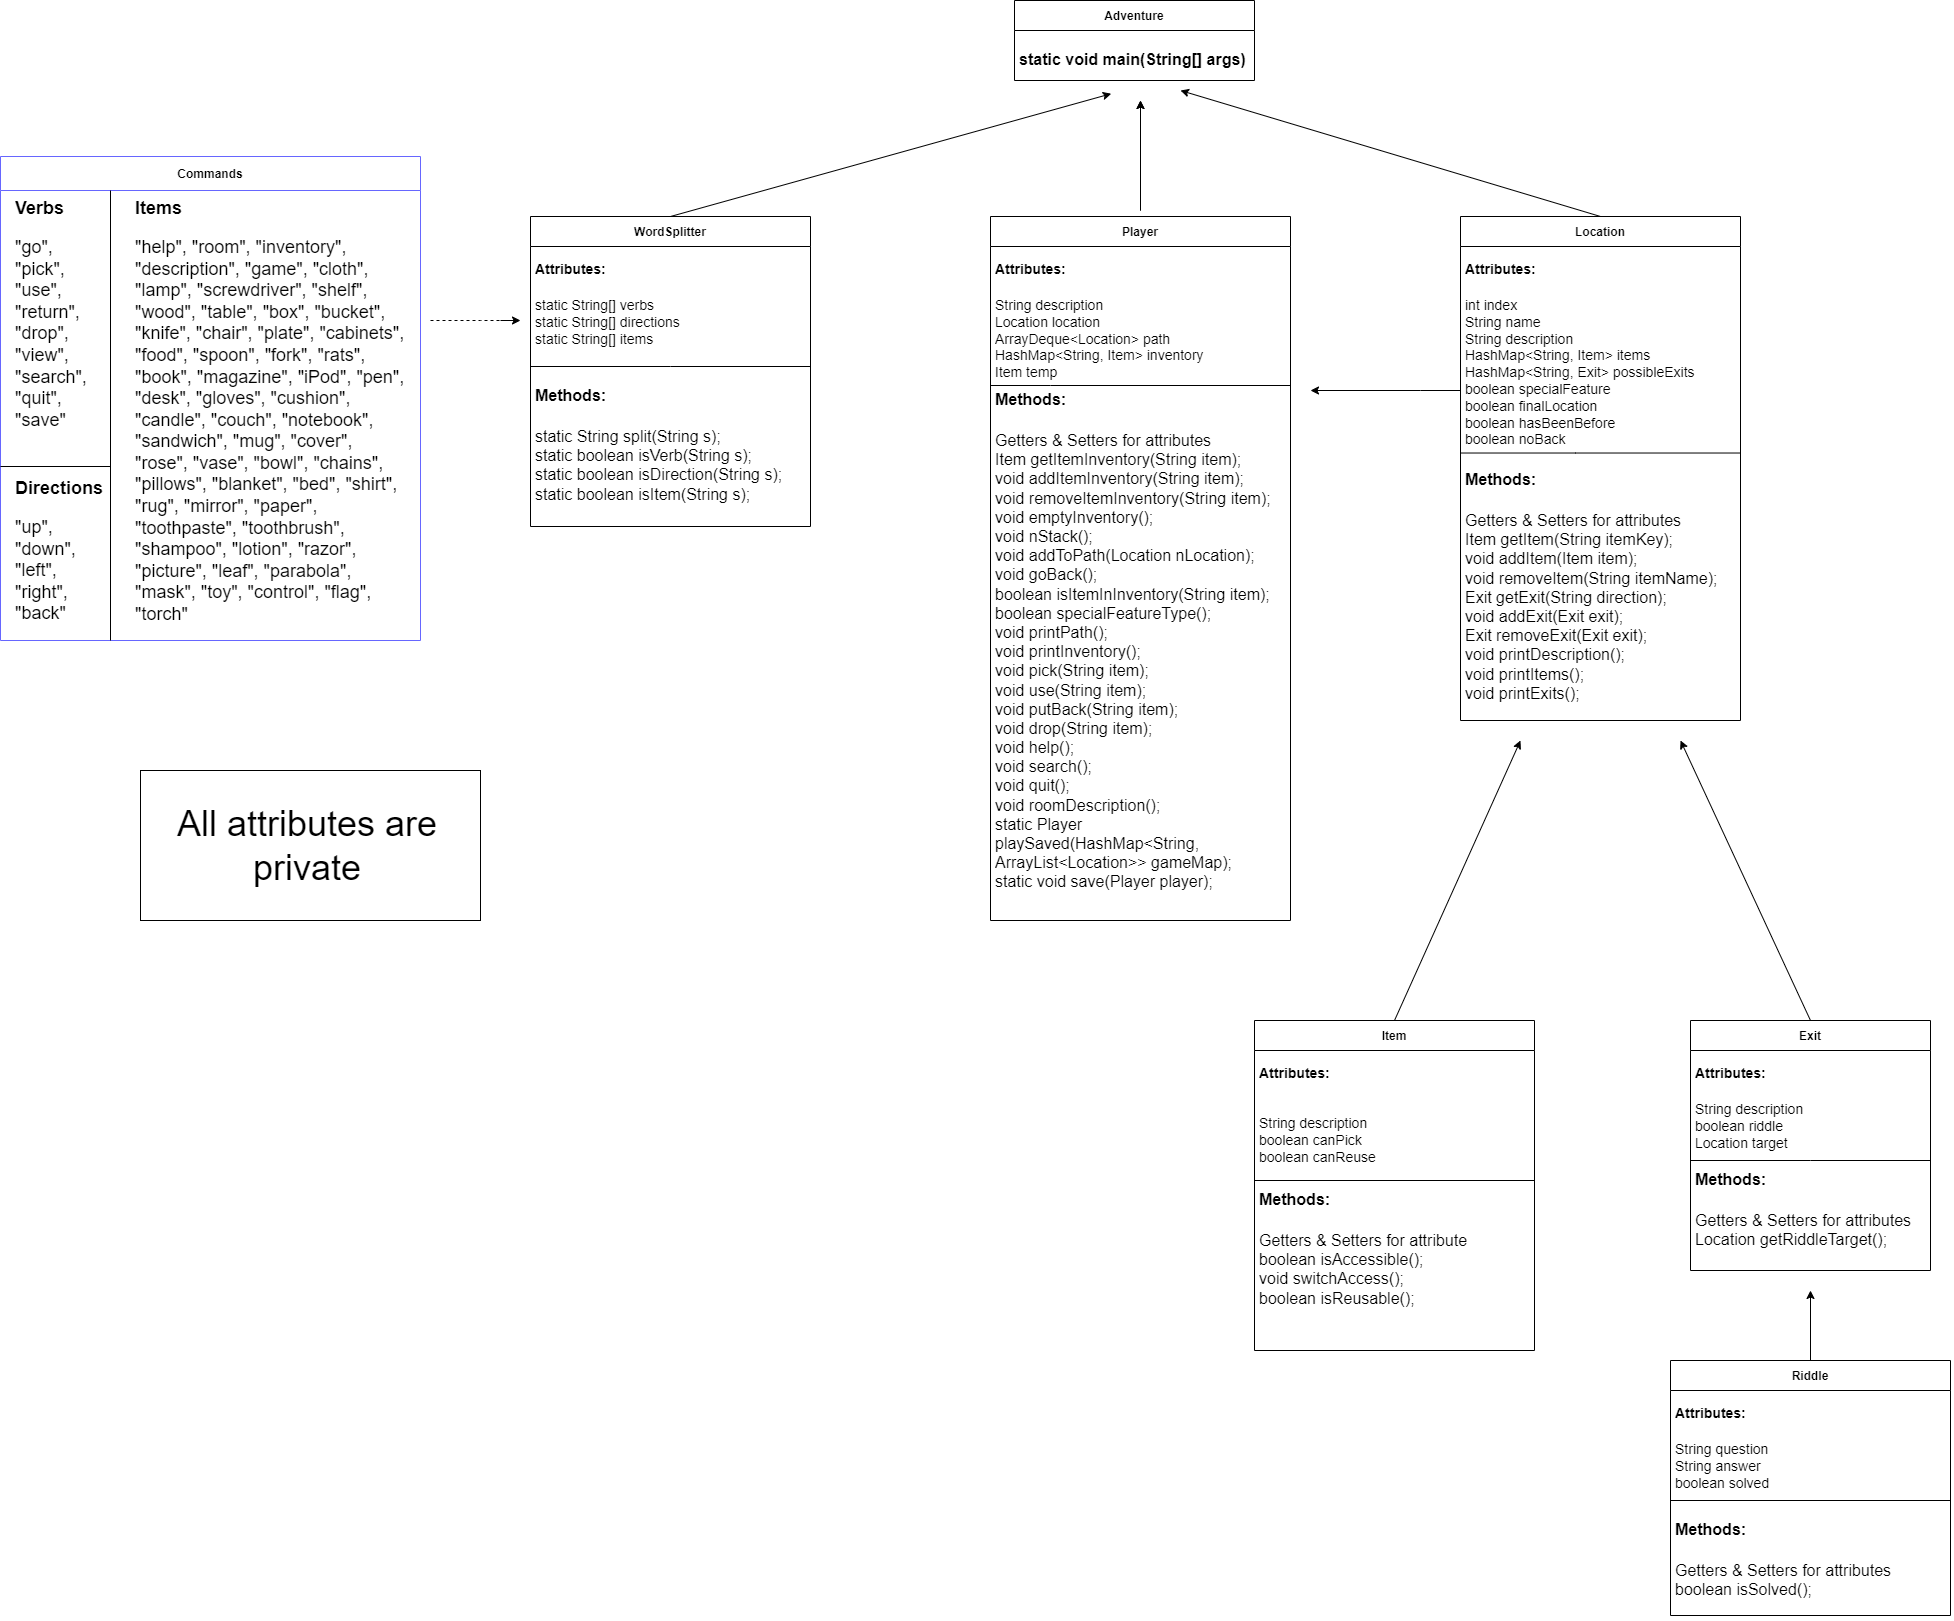 Adventure
static void main(String[] args)
Commands
Verbs
"go",
"pick",
"use",
"return",
"drop",
"view",
"search",
"quit",
"save"
Directions
"up",
"down",
"left",
"right",
"back"
Items
"help", "room", "inventory",
"description", "game", "cloth",
"lamp", "screwdriver", "shelf",
"wood", "table", "box", "bucket",
"knife", "chair", "plate", "cabinets",
"food", "spoon", "fork", "rats",
"book", "magazine", "iPod", "pen",
"desk", "gloves", "cushion",
"candle", "couch", "notebook",
"sandwich", "mug", "cover",
"rose", "vase", "bowl", "chains",
"pillows", "blanket", "bed", "shirt",
"rug", "mirror", "paper",
"toothpaste", "toothbrush",
"shampoo", "lotion", "razor",
"picture", "leaf", "parabola",
"mask", "toy", "control", "flag",
"torch"
WordSplitter
Attributes:
static String[] verbs
static String[] directions
static String[] items
Methods:
static String split(String s);
static boolean isVerb(String s);
static boolean isDirection(String s);
static boolean isItem(String s);
Player
Attributes:
String description
Location location
ArrayDeque<Location> path
HashMap<String, Item> inventory
Item temp
Methods:
Getters & Setters for attributes
Item getItemInventory(String item);
void addItemInventory(String item);
void removeItemInventory(String item);
void emptyInventory();
void nStack();
void addToPath(Location nLocation);
void goBack();
boolean isItemInInventory(String item);
boolean specialFeatureType();
void printPath();
void printInventory();
void pick(String item);
void use(String item);
void putBack(String item);
void drop(String item);
void help();
void search();
void quit();
void roomDescription();
static Player
playSaved(HashMap<String,
ArrayList<Location>> gameMap);
static void save(Player player);
Location
Attributes:
int index
String name
String description
HashMap<String, Item> items
HashMap<String, Exit> possibleExits
boolean specialFeature
boolean finalLocation
boolean hasBeenBefore
boolean noBack
Methods:
Getters & Setters for attributes
Item getItem(String itemKey);
void addItem(Item item);
void removeItem(String itemName);
Exit getExit(String direction);
void addExit(Exit exit);
Exit removeExit(Exit exit);
void printDescription();
void printItems();
void printExits();
All attributes are
private
Item
Attributes:
String description
boolean canPick
boolean canReuse
Methods:
Getters & Setters for attribute
boolean isAccessible();
void switchAccess();
boolean isReusable();
Exit
Attributes:
String description
boolean riddle
Location target
Methods:
Getters & Setters for attributes
Location getRiddleTarget();
Riddle
Attributes:
String question
String answer
boolean solved
Methods:
Getters & Setters for attributes
boolean isSolved();